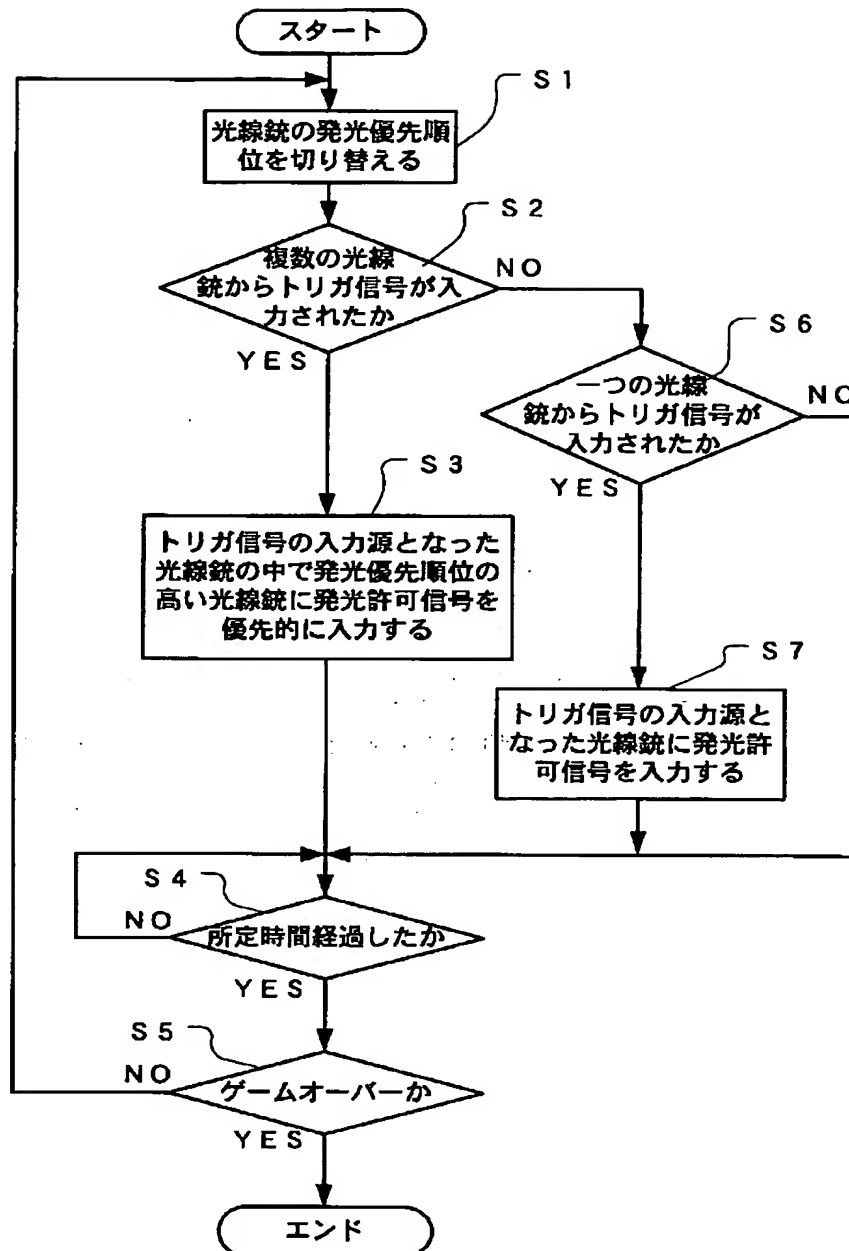 スタート
S1
光線銃の発光優先順
位を切り替える
S2
複数の光線
銃からトリガ信号が入
力されたか
NO
YES
S6
一つの光線
銃からトリガ信号が
入力されたか
NO
YES
S3
トリガ信号の入力源となった
光線銃の中で発光優先順位の
高い光線銃に発光許可信号を
優先的に入力する
S7
トリガ信号の入力源と
なった光線銃に発光許
可信号を入力する
S4
NO
所定時間経過したか
YES
S5
NO
ゲームオーバーか
YES
エンド